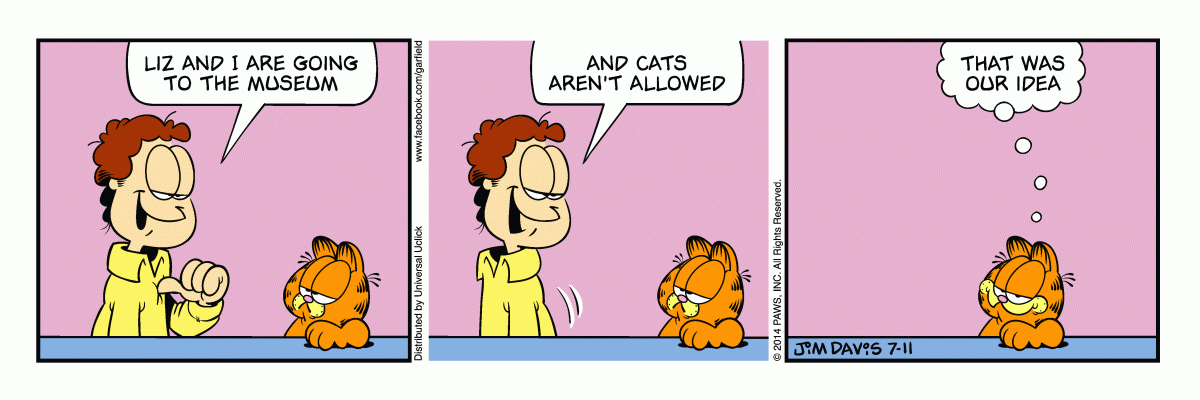 LIZ AND I ARE GOING
TO THE MUSEUM
www.facebook.com/garfield
Distributed by Universal Uclick
AND CATS
AREN'T ALLOWED
© 2014 PAWS, INC. All Rights Reserved.
THAT WAS
OUR IDEA
JIM DAVIS 7-11